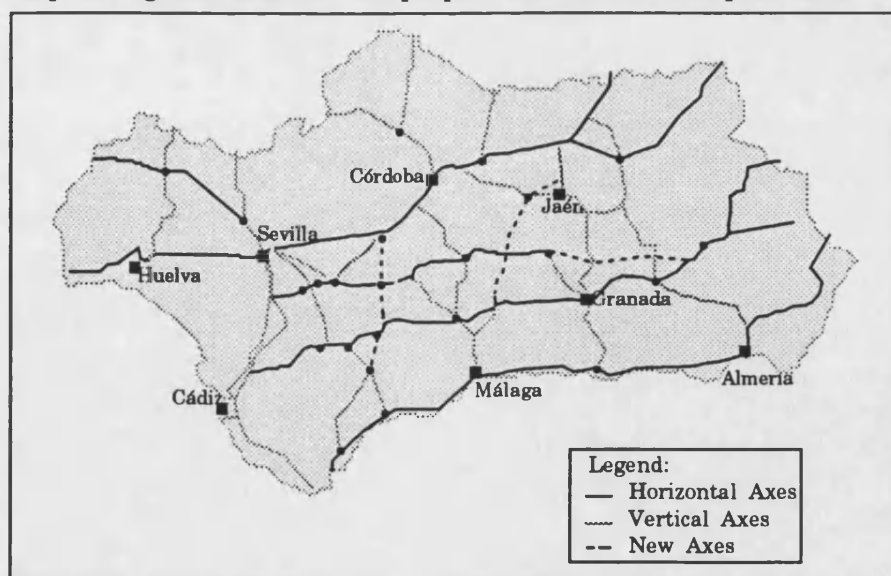 Córdoba
Jaén
Sevilla
Huelva
Granada
Cádiz
Málaga
Almería
Legend:
Horizontal Axes
Vertical Axes
New Axes